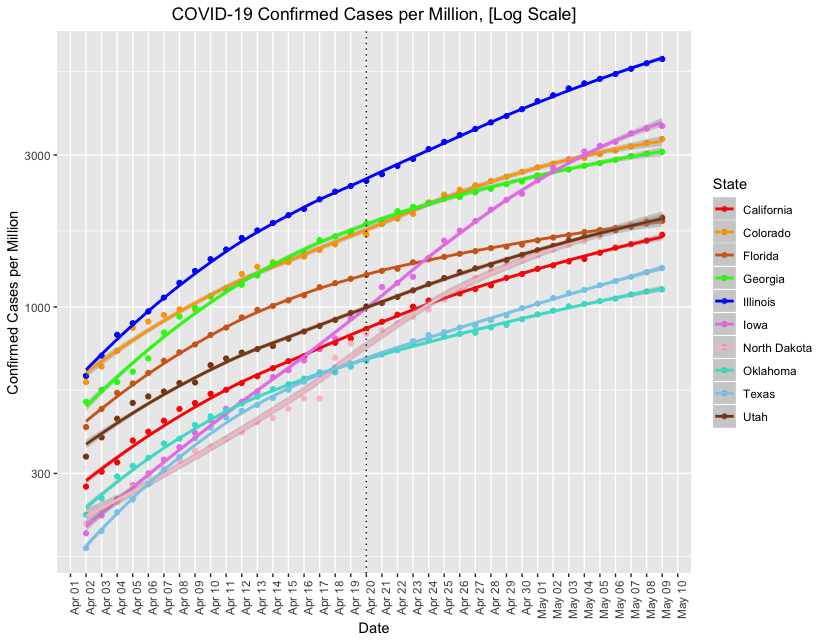 COVID-19 Confirmed Cases per Million, [Log Scale]
Confirmed Cases per Million
3000
1000
300
Apr 01
Apr 02
Apr 03
Apr 04
Apr 05
Apr 06
Apr 07
Apr 08
Apr 09
Apr 10
Apr 11
Apr 12
Apr 13
Apr 14
Apr 15
Apr 16
Apr 17
Apr 18
Apr 19
Apr 20
Apr 21
Apr 22
Apr 23
Apr 24
Apr 25
Apr 26
Apr 27
Apr 28
Apr 29
Apr 30
May 01
May 02
May 03
May 04
May 05
May 06
May 07
May 08
May 09
May 10
Date
State
California
Colorado
Florida
Georgia
Illinois
Iowa
North Dakota
Oklahoma
Texas
Utah